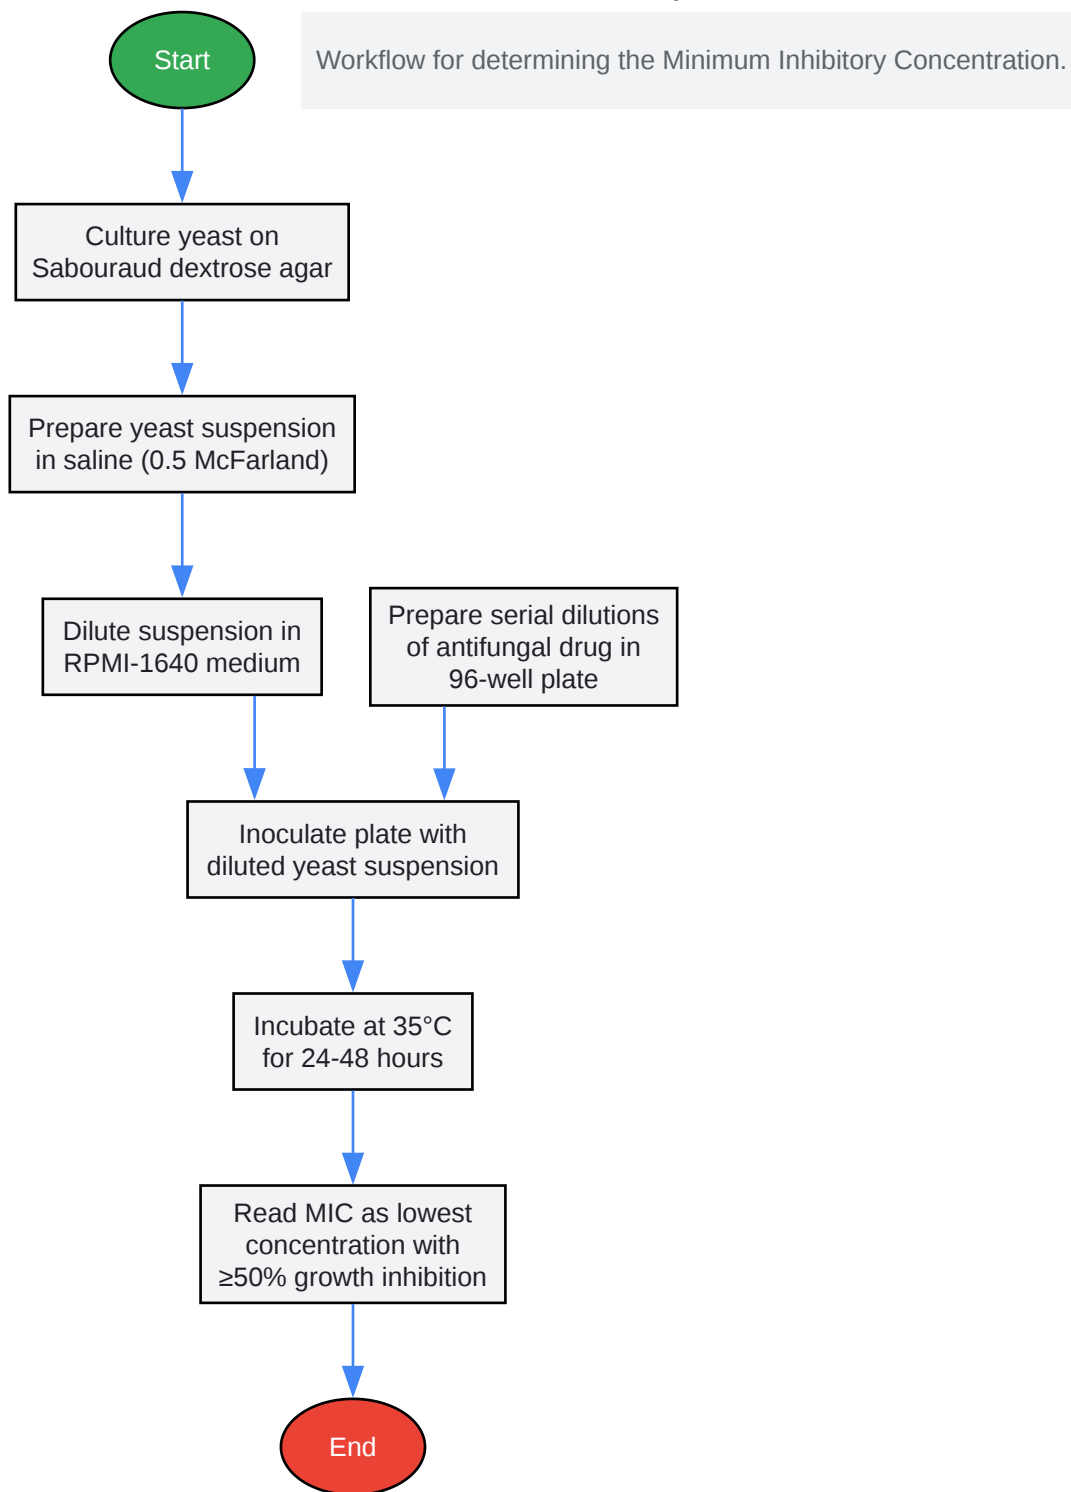 Start
Workflow for determining the Minimum Inhibitory Concentration.
Culture yeast on
Sabouraud dextrose agar
Prepare yeast suspension
in saline (0.5 McFarland)
Dilute suspension in
RPMI-1640 medium
Prepare serial dilutions
of antifungal drug in
96-well plate
Inoculate plate with
diluted yeast suspension
Incubate at 35°C
for 24-48 hours
Read MIC as lowest
concentration with
≥50% growth inhibition
End